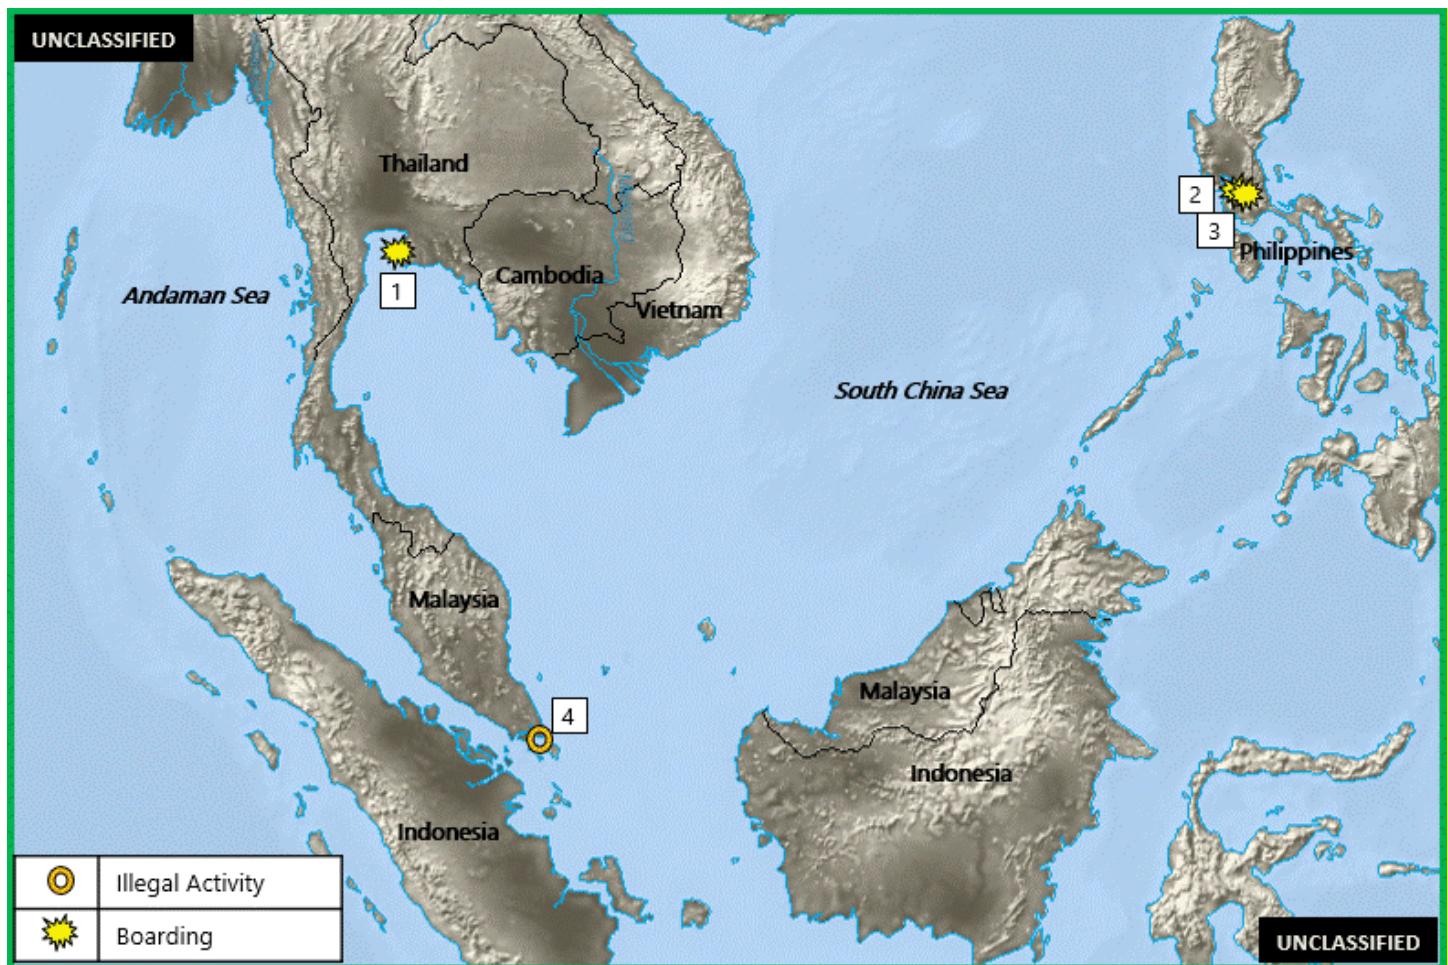 UNCLASSIFIED
Thailand
Mekong
2
3
Philippines
1
Cambodia
Andaman Sea
Vietnam
South China Sea
Malaysia
4
Malaysia
Indonesia
Indonesia
Illegal Activity
Boarding
UNCLASSIFIED